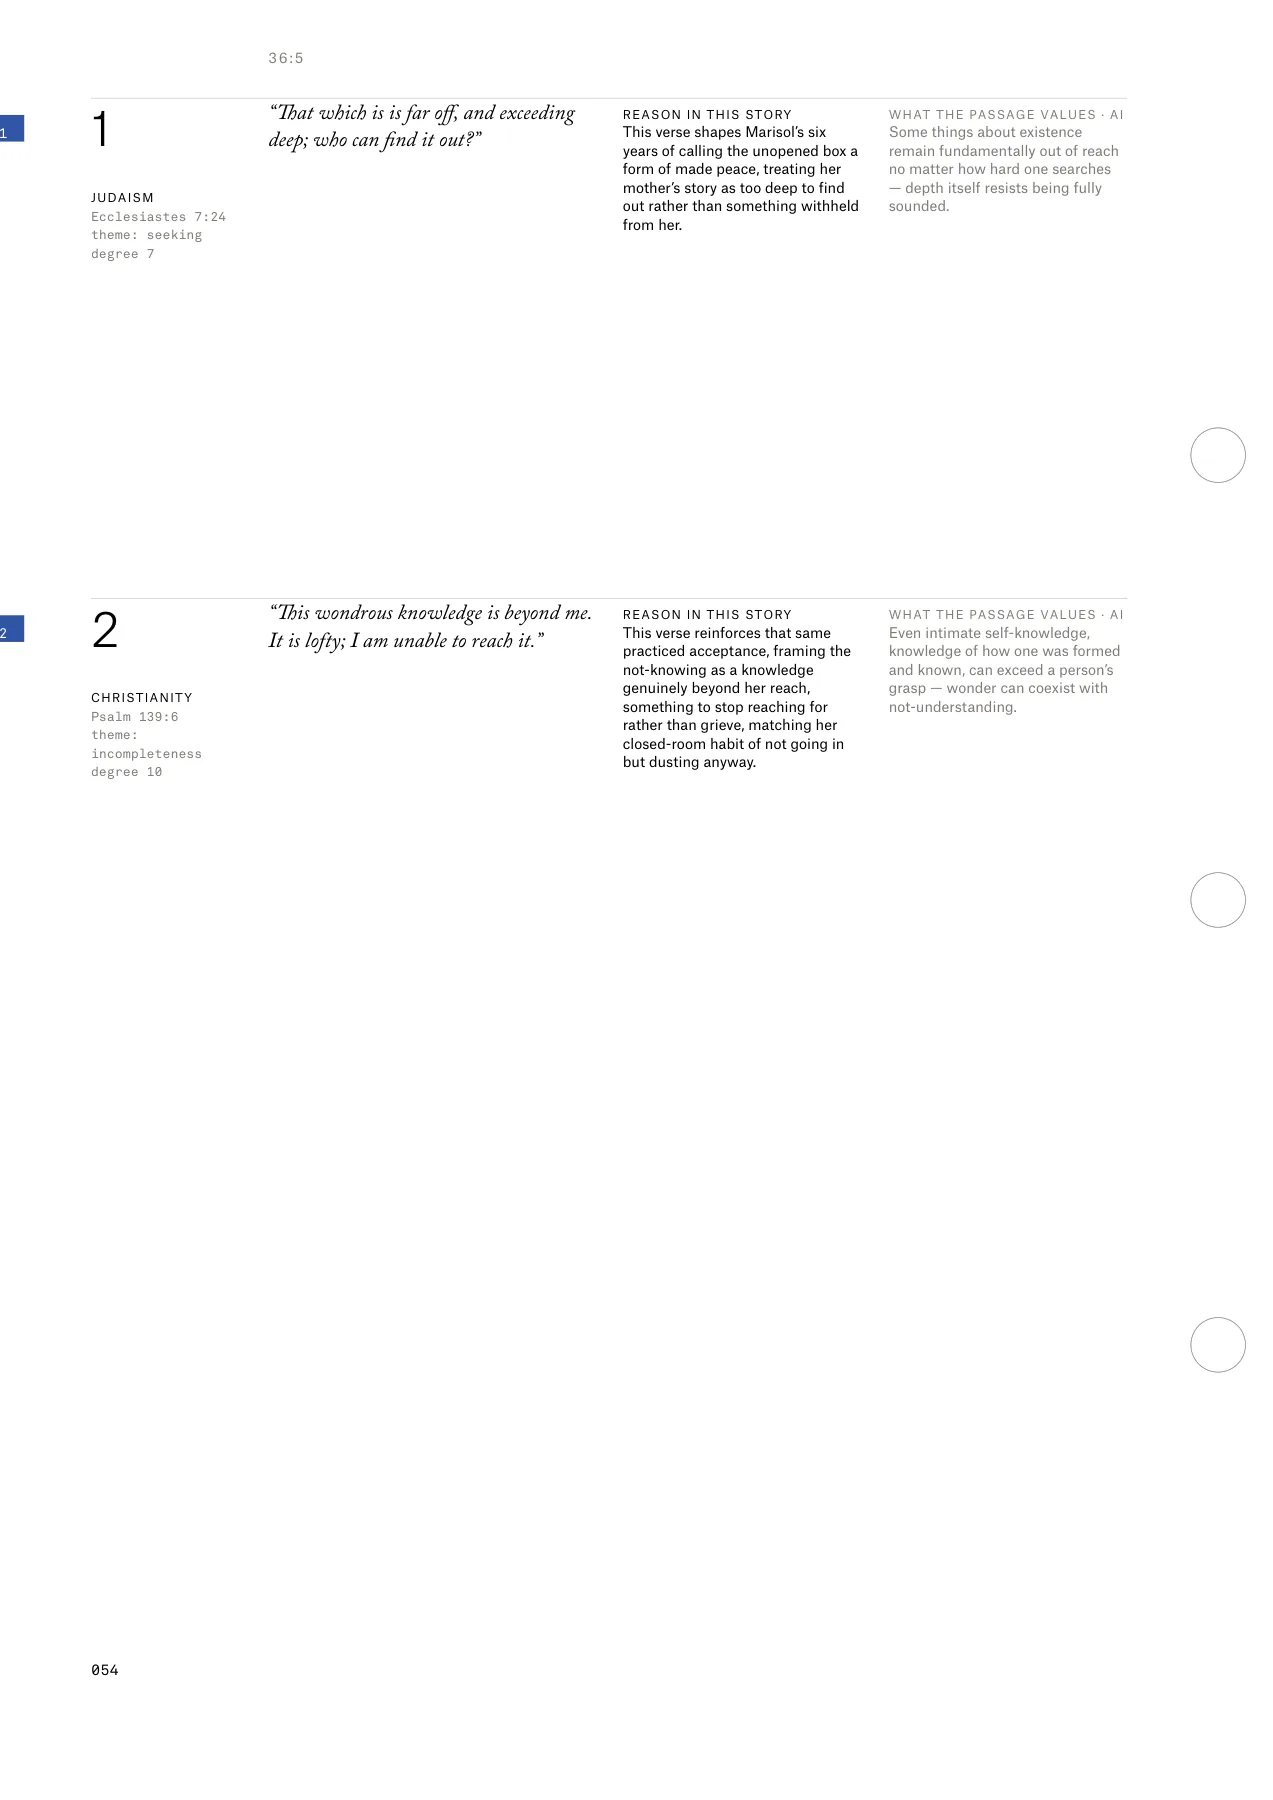 36:5
1
1
“That which is is far off, and exceeding
deep; who can find it out?”
JUDAISM
Ecclesiastes 7:24
theme: seeking
degree 7
REASON IN THIS STORY
This verse shapes Marisol’s six
years of calling the unopened box a
form of made peace, treating her
mother’s story as too deep to find
out rather than something withheld
from her.
WHAT THE PASSAGE VALUES · AI
Some things about existence
remain fundamentally out of reach
no matter how hard one searches
— depth itself resists being fully
sounded.
2
2
“This wondrous knowledge is beyond me.
It is lofty; I am unable to reach it.”
CHRISTIANITY
Psalm 139:6
theme:
incompleteness
degree 10
REASON IN THIS STORY
This verse reinforces that same
practiced acceptance, framing the
not-knowing as a knowledge
genuinely beyond her reach,
something to stop reaching for
rather than grieve, matching her
closed-room habit of not going in
but dusting anyway.
WHAT THE PASSAGE VALUES · AI
Even intimate self-knowledge,
knowledge of how one was formed
and known, can exceed a person’s
grasp — wonder can coexist with
not-understanding.
054